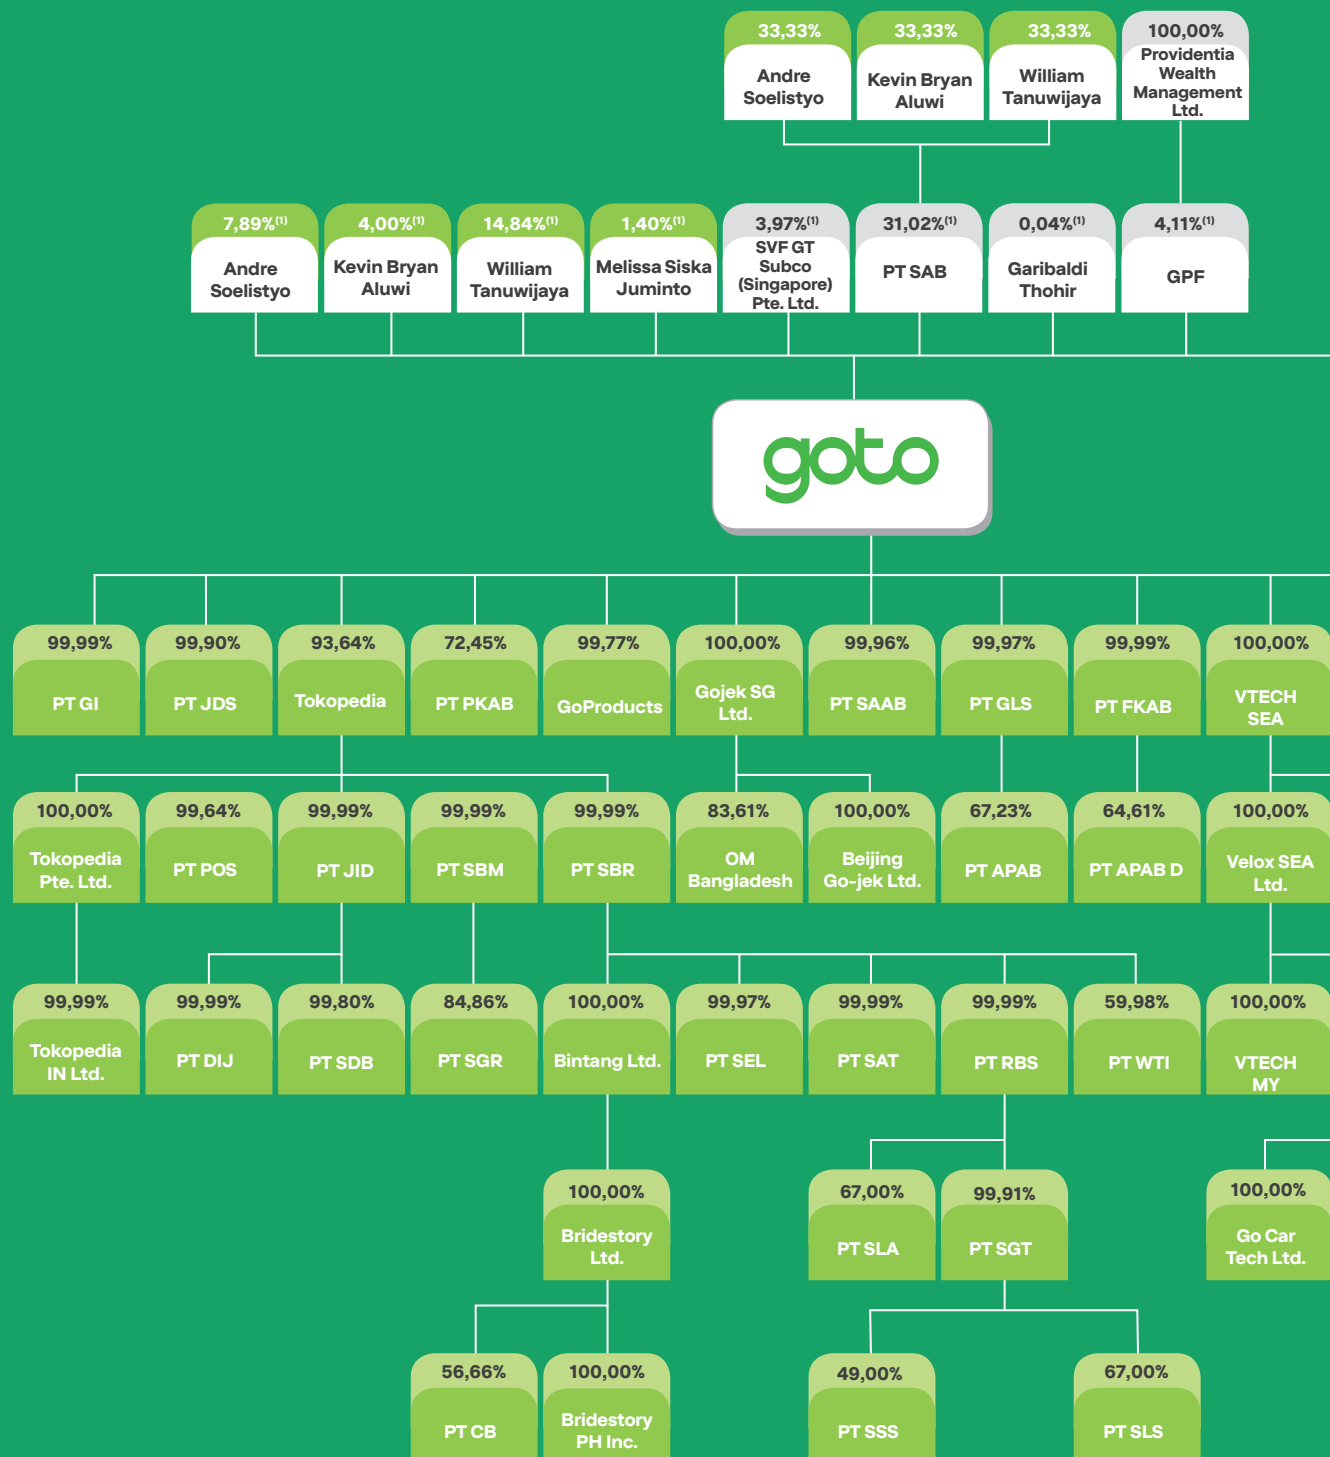 33,33%
Andre
Soelistyo
33,33%
Kevin Bryan
Aluwi
33,33%
William
Tanuwijaya
100,00%
Providentia
Wealth
Management
Ltd.
7,89%(1)
Andre
Soelistyo
4,00%(1)
Kevin Bryan
Aluwi
14,84%(1)
William
Tanuwijaya
1,40%(1)
Melissa Siska
Juminto
3,97%(1)
SVF GT
Subco
(Singapore)
Pte. Ltd.
31,02%(1)
PT SAB
0,04%(1)
Garibaldi
Thohir
4,11%(1)
GPF
goto
99,99%
PT GI
99,90%
PT JDS
93,64%
Tokopedia
72,45%
PT PKAB
99,77%
GoProducts
100,00%
Gojek SG
Ltd.
99,96%
PT SAAB
99,97%
PT GLS
99,99%
PT FKAB
100,00%
VTECH
SEA
100,00%
Tokopedia
Pte. Ltd.
99,64%
PT POS
99,99%
PT JID
99,99%
PT SBM
99,99%
PT SBR
83,61%
OM
Bangladesh
100,00%
Beijing
Go-jek Ltd.
67,23%
PT APAB
64,61%
PT APAB D
100,00%
Velox SEA
Ltd.
99,99%
Tokopedia
IN Ltd.
99,99%
PT DIJ
99,80%
PT SDB
84,86%
PT SGR
100,00%
Bintang Ltd.
99,97%
PT SEL
99,99%
PT SAT
99,99%
PT RBS
59,98%
PT WTI
100,00%
VTECH
MY
100,00%
Bridestory
Ltd.
67,00%
PT SLA
99,91%
PT SGT
100,00%
Go Car
Tech Ltd.
56,66%
PT CB
100,00%
Bridestory
PH Inc.
49,00%
PT SSS
67,00%
PT SLS